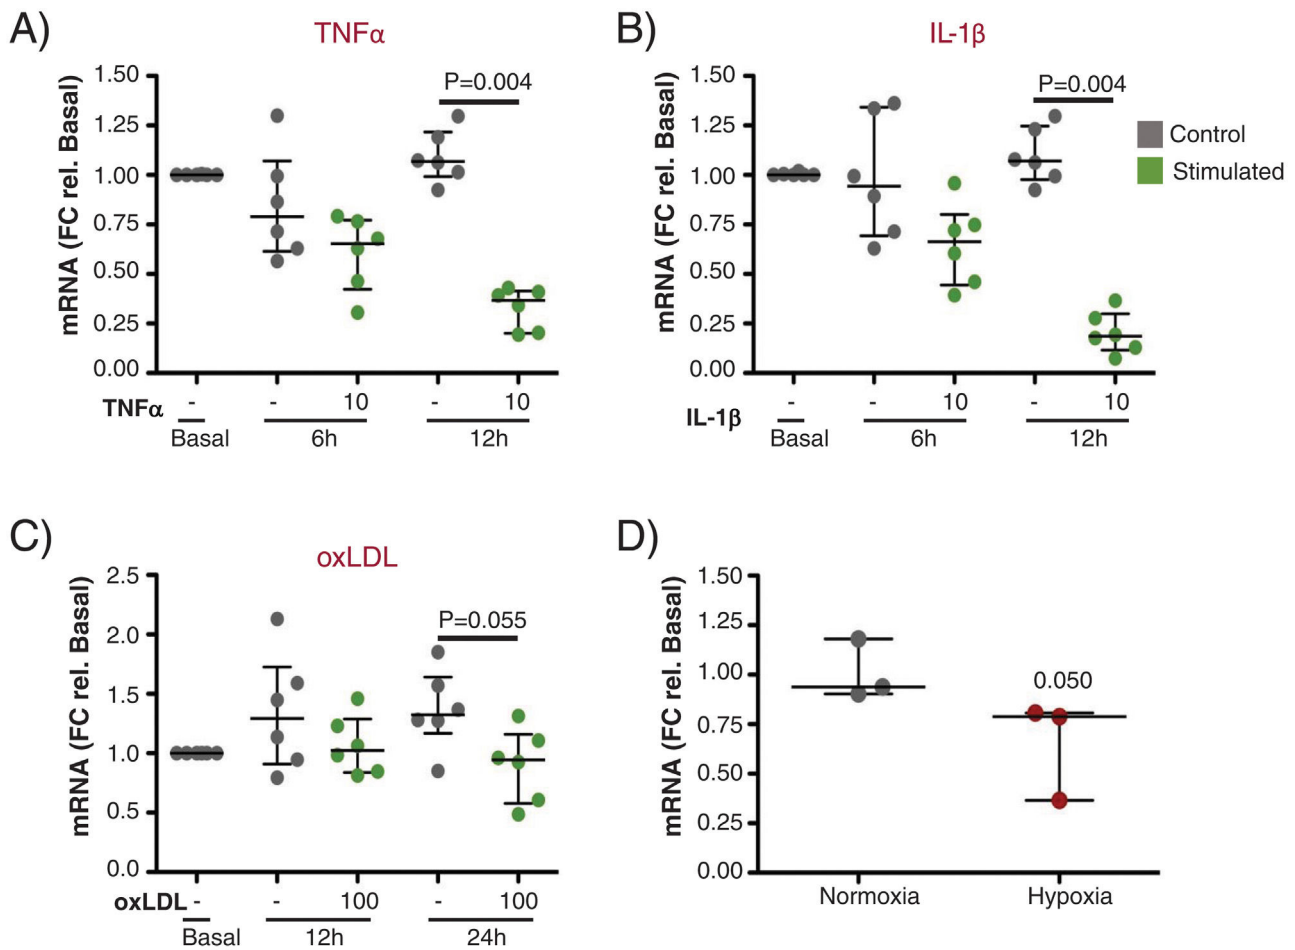 A)
TNFα
mRNA (FC rel. Basal)
1.50
1.25
1.00
0.75
0.50
0.25
0.00
P=0.004
TNFα
- - 10 - 10
Basal 6h 12h
B)
IL-1β
mRNA (FC rel. Basal)
1.50
1.25
1.00
0.75
0.50
0.25
0.00
P=0.004
Control
Stimulated
IL-1β
- - 10 - 10
Basal 6h 12h
C)
oxLDL
mRNA (FC rel. Basal)
2.5
2.0
1.5
1.0
0.5
0.0
P=0.055
oxLDL - - 100 - 100
Basal 12h 24h
D)
mRNA (FC rel. Basal)
1.50
1.25
1.00
0.75
0.50
0.25
0.00
0.050
Normoxia Hypoxia